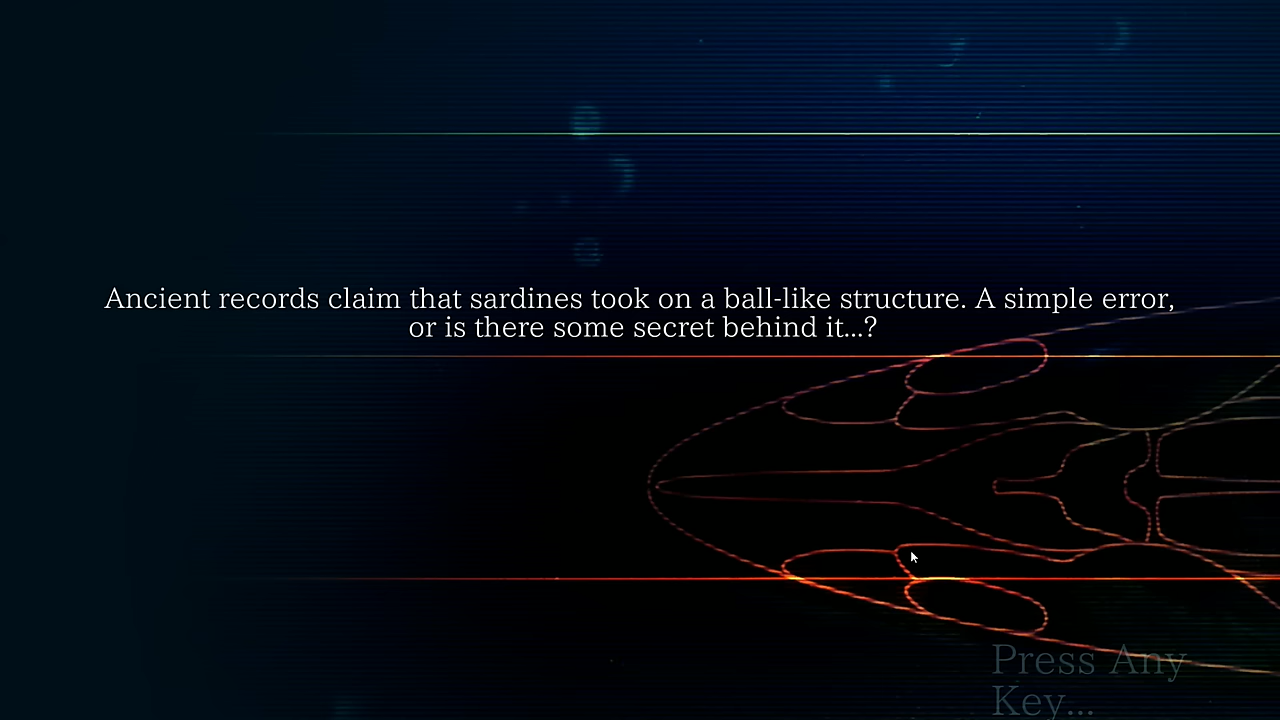 Ancient records claim that sardines took on a ball-like structure. A simple error,
or is there some secret behind it...?
Press Any
Key...